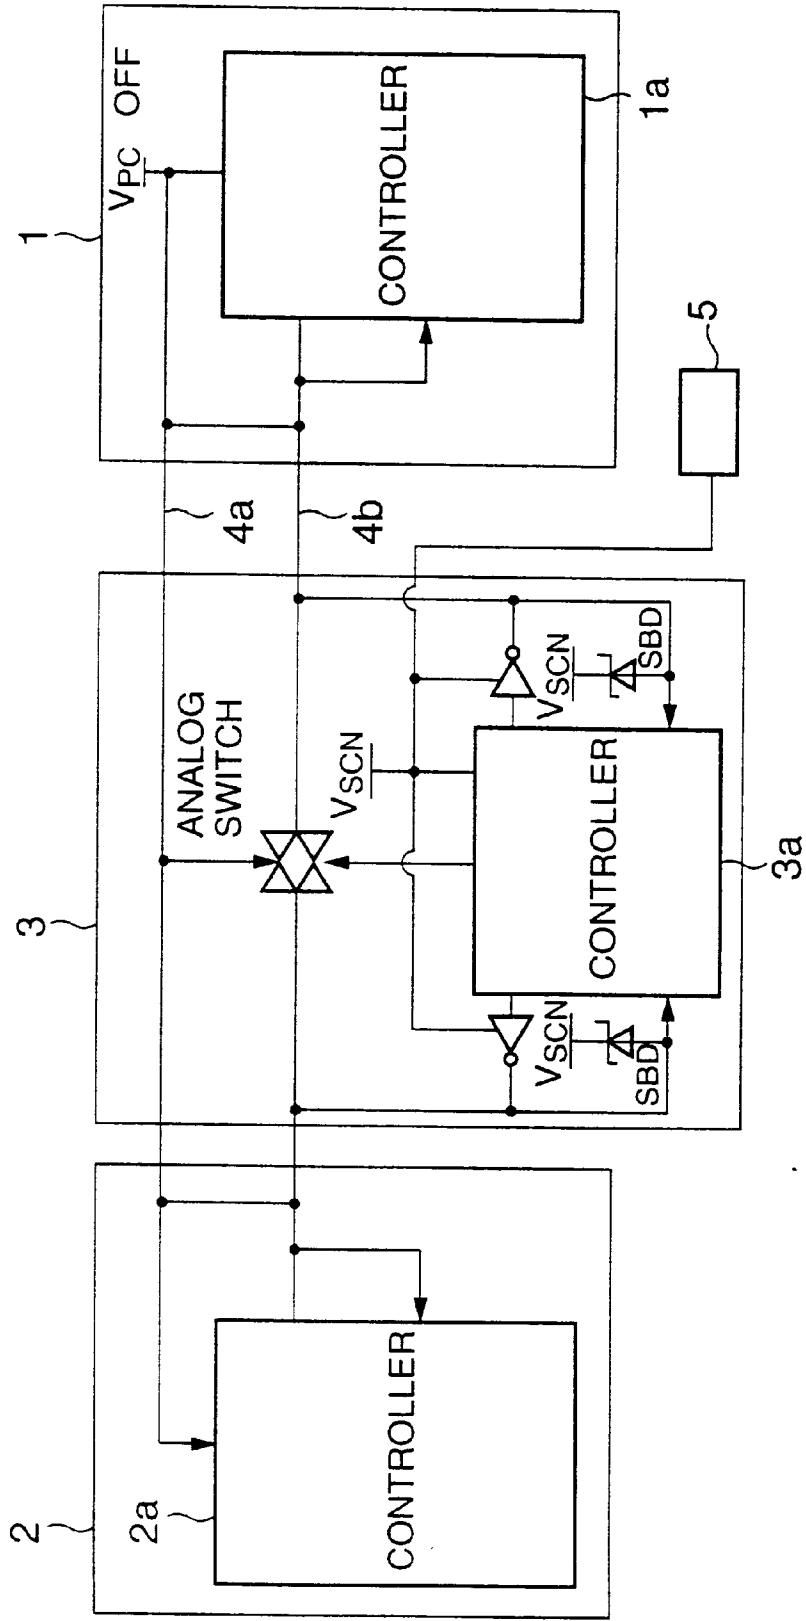 2
2a
CONTROLLER
3
ANALOG
SWITCH
VSCN
VSCN
SBD
VSCN
SBD
CONTROLLER
3a
4a
4b
1
VPC OFF
CONTROLLER
1a
5